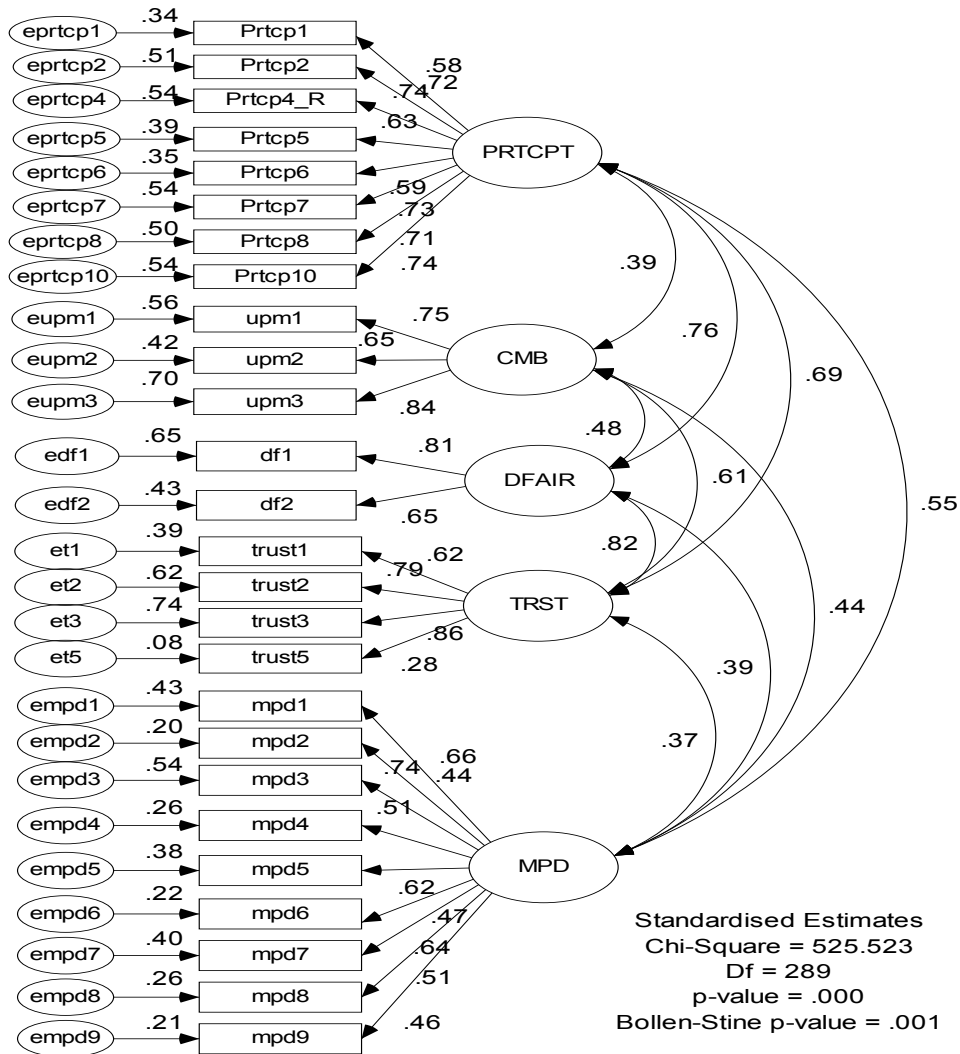 .34
eprtcp1 Prtcp1
.51 .58
eprtcp2 Prtcp2 .72
.54 .74
eprtcp4 Prtcp4_R
.39 .63
eprtcp5 Prtcp5 PRTCPT
.35
eprtcp6 Prtcp6
.54 .59
eprtcp7 Prtcp7
.50 .73
eprtcp8 Prtcp8 .71
.54 .74 .39
eprtcp10 Prtcp10
.56 .75
eupm1 upm1 .76
.42 .65
eupm2 upm2 CMB .69
.70
eupm3 upm3 .84
.48
.65 .81
edf1 df1 DFAIR .61
.43 .65 .55
edf2 df2
.39 .62 .82
et1 trust1
.62 .79
et2 trust2 TRST
.74 .44
et3 trust3 .86
.08 .28 .39
et5 trust5
.43
empd1 mpd1
.20 .37
empd2 mpd2 .66
.54 .74 .44
empd3 mpd3
.26 .51
empd4 mpd4
.38
empd5 mpd5 MPD
.22 .62
empd6 mpd6 .47
.40 .64
empd7 mpd7
.26 .51
empd8 mpd8
.21 .46
empd9 mpd9
Standardised Estimates
Chi-Square = 525.523
Df = 289
p-value = .000
Bollen-Stine p-value = .001